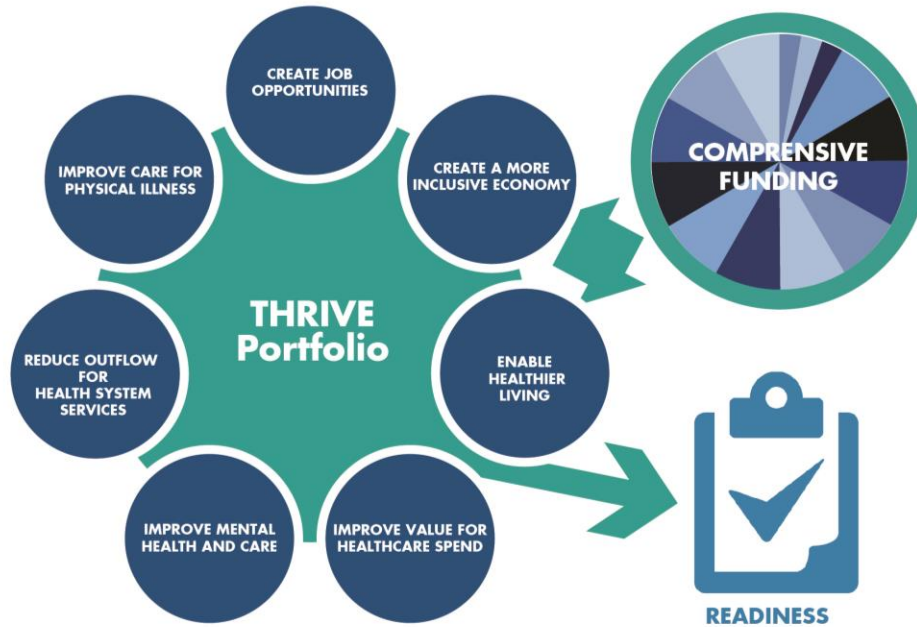 CREATE JOB
OPPORTUNITIES
IMPROVE CARE FOR
PHYSICAL ILLNESS
CREATE A MORE
INCLUSIVE ECONOMY
COMPRENSIVE
FUNDING
THRIVE
Portfolio
REDUCE OUTFLOW
FOR
HEALTH SYSTEM
SERVICES
ENABLE
HEALTHIER
LIVING
IMPROVE MENTAL
HEALTH AND CARE
IMPROVE VALUE FOR
HEALTHCARE SPEND
READINESS